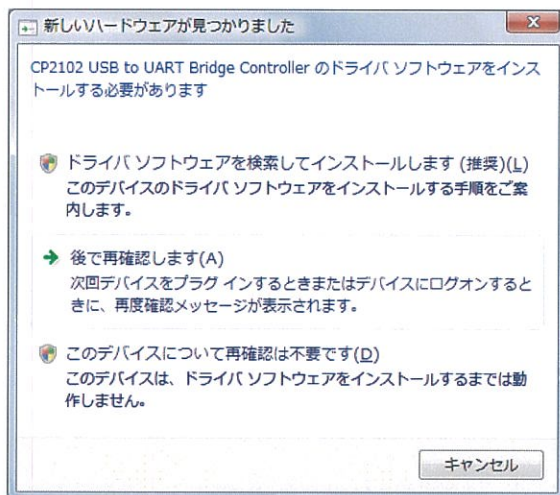 新しいハードウェアが見つかりました
CP2102 USB to UART Bridge Controller のドライバ ソフトウェアをインス
トールする必要があります
ドライバ ソフトウェアを検索してインストールします (推奨)(L)
このデバイスのドライバ ソフトウェアをインストールする手順をご案
内します。
後で再確認します(A)
次回デバイスをプラグ インするときまたはデバイスにログオンすると
きに、再度確認メッセージが表示されます。
このデバイスについて再確認は不要です(D)
このデバイスは、ドライバ ソフトウェアをインストールするまでは動
作しません。
キャンセル